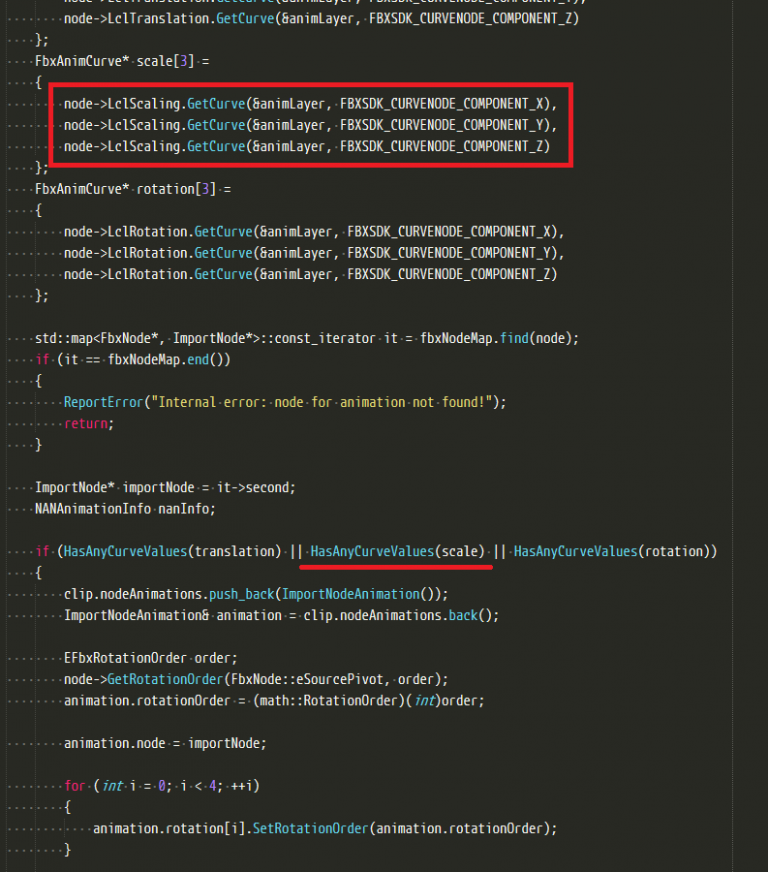 node->LclTranslation.GetCurve(&animLayer, FBXSDK_CURVENODE_COMPONENT_Y),
node->LclTranslation.GetCurve(&animLayer, FBXSDK_CURVENODE_COMPONENT_Z)
};
FbxAnimCurve* scale[3] =
{
node->LclScaling.GetCurve(&animLayer, FBXSDK_CURVENODE_COMPONENT_X),
node->LclScaling.GetCurve(&animLayer, FBXSDK_CURVENODE_COMPONENT_Y),
node->LclScaling.GetCurve(&animLayer, FBXSDK_CURVENODE_COMPONENT_Z)
};
FbxAnimCurve* rotation[3] =
{
node->LclRotation.GetCurve(&animLayer, FBXSDK_CURVENODE_COMPONENT_X),
node->LclRotation.GetCurve(&animLayer, FBXSDK_CURVENODE_COMPONENT_Y),
node->LclRotation.GetCurve(&animLayer, FBXSDK_CURVENODE_COMPONENT_Z)
};
std::map<FbxNode*, ImportNode*>::const_iterator it = fbxNodeMap.find(node);
if (it == fbxNodeMap.end())
{
ReportError("Internal error: node for animation not found!");
return;
}
ImportNode* importNode = it->second;
NANAnimationInfo nanInfo;
if (HasAnyCurveValues(translation) || HasAnyCurveValues(scale) || HasAnyCurveValues(rotation))
{
clip.nodeAnimations.push_back(ImportNodeAnimation());
ImportNodeAnimation& animation = clip.nodeAnimations.back();
EFbxRotationOrder order;
node->GetRotationOrder(FbxNode::eSourcePivot, order);
animation.rotationOrder = (math::RotationOrder)(int)order;
animation.node = importNode;
for (int i = 0; i < 4; ++i)
{
animation.rotation[i].SetRotationOrder(animation.rotationOrder);
}